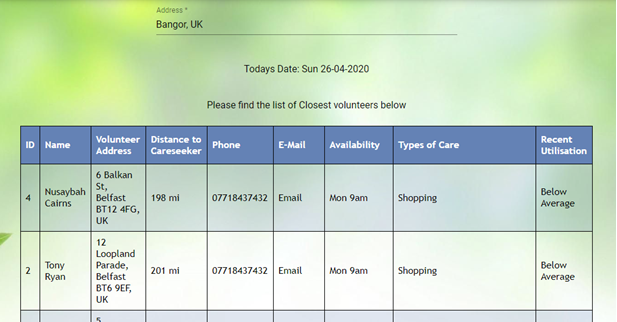 Address *
Bangor, UK
Todays Date: Sun 26-04-2020
Please find the list of Closest volunteers below
ID Name Volunteer Address Distance to Careseeker Phone E-Mail Availability Types of Care Recent Utilisation
4 Nusaybah Cairns 6 Balkan St, Belfast BT12 4FG, UK 198 mi 07718437432 Email Mon 9am Shopping Below Average
2 Tony Ryan 12 Loopland Parade, Belfast BT6 9EF, UK 201 mi 07718437432 Email Mon 9am Shopping Below Average
5